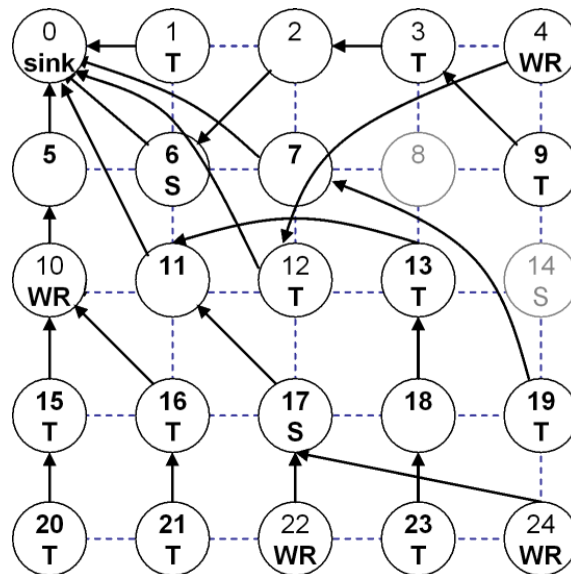 0 1 2 3 4
sink T T WR
5 6 7 8 9
S T
10 11 12 13 14
WR T T S
15 16 17 18 19
T T S T
20 21 22 23 24
T T WR T WR